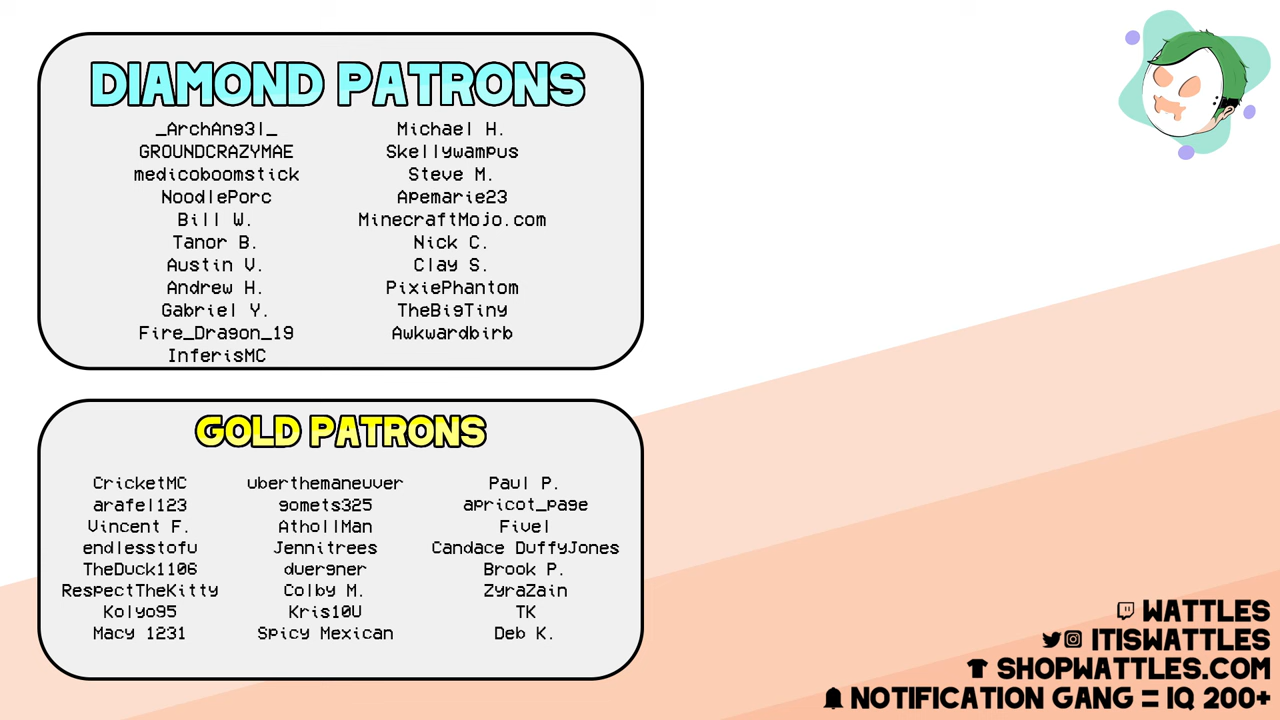 DIAMOND PATRONS
_ArchAng3l_
GROUNDCRAZYMAE
medicoboomstick
NoodlePorc
Bill W.
Tanor B.
Austin V.
Andrew H.
Gabriel Y.
Fire_Dragon_19
InferisMC
Michael H.
Skellywampus
Steve M.
Apemarie23
MinecraftMojo.com
Nick C.
Clay S.
PixiePhantom
TheBigTiny
Awkwardbirb
GOLD PATRONS
CricketMC
arafel123
Vincent F.
endlesstofu
TheDuck1106
RespectTheKitty
Kolyo95
Macy 1231
uberthemaneuver
gomets325
AthollMan
Jennitrees
duergner
Colby M.
Kris10U
Spicy Mexican
Paul P.
apricot_page
Fivel
Candace DuffyJones
Brook P.
ZyraZain
TK
Deb K.
WATTLES
ITISWATTLES
SHOPWATTLES.COM
NOTIFICATION GANG = IQ 200+